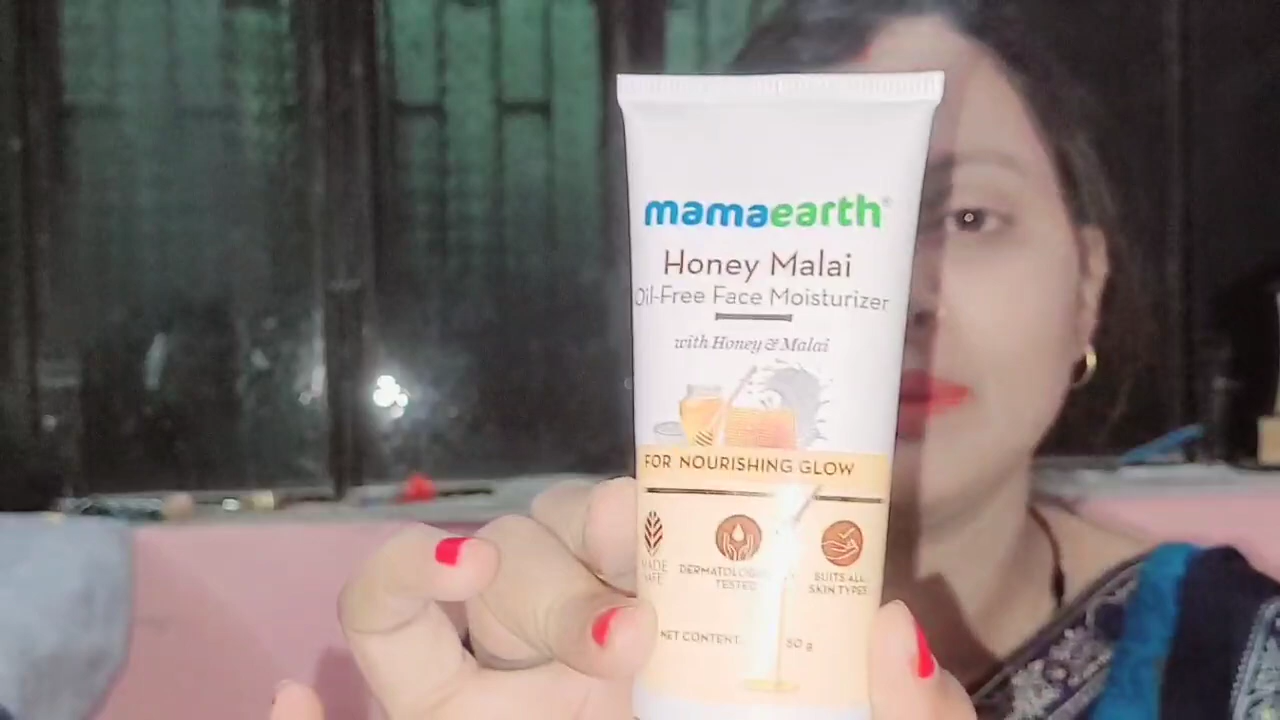 mamaearth®
Honey Malai
Oil-Free Face Moisturizer
with Honey & Malai
FOR NOURISHING GLOW
MADE
SAFE
TESTED
SUITS ALL
SKIN TYPES
NET CONTENT
50 g